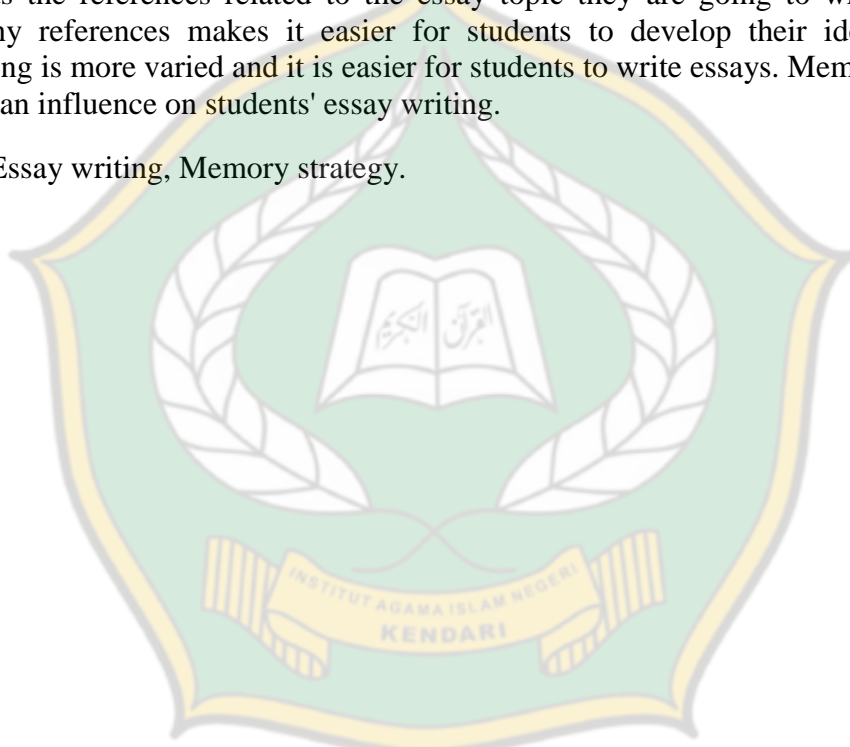 the references related to the essay topic they are going to
references makes it easier for students to develop their
is more varied and it is easier for students to write essays.
an influence on students' essay writing.
Essay writing, Memory strategy.
القرآن الكريم
INSTITUT AGAMA ISLAM NEGERI
KENDARI